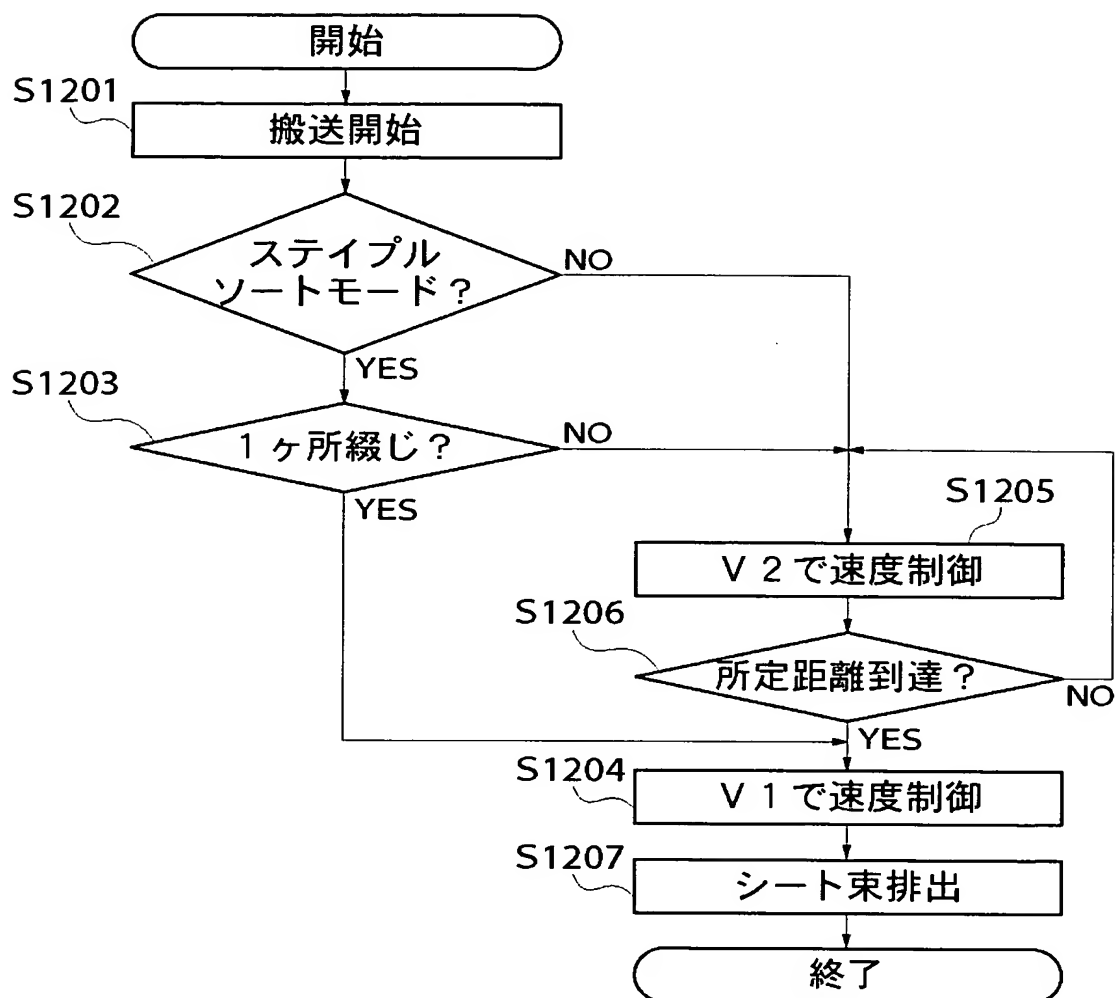 開始
S1201
搬送開始
S1202
ステイプル
ソートモード？
NO
YES
S1203
1ヶ所綴じ？
NO
YES
S1205
V2で速度制御
S1206
所定距離到達？
NO
YES
S1204
V1で速度制御
S1207
シート束排出
終了